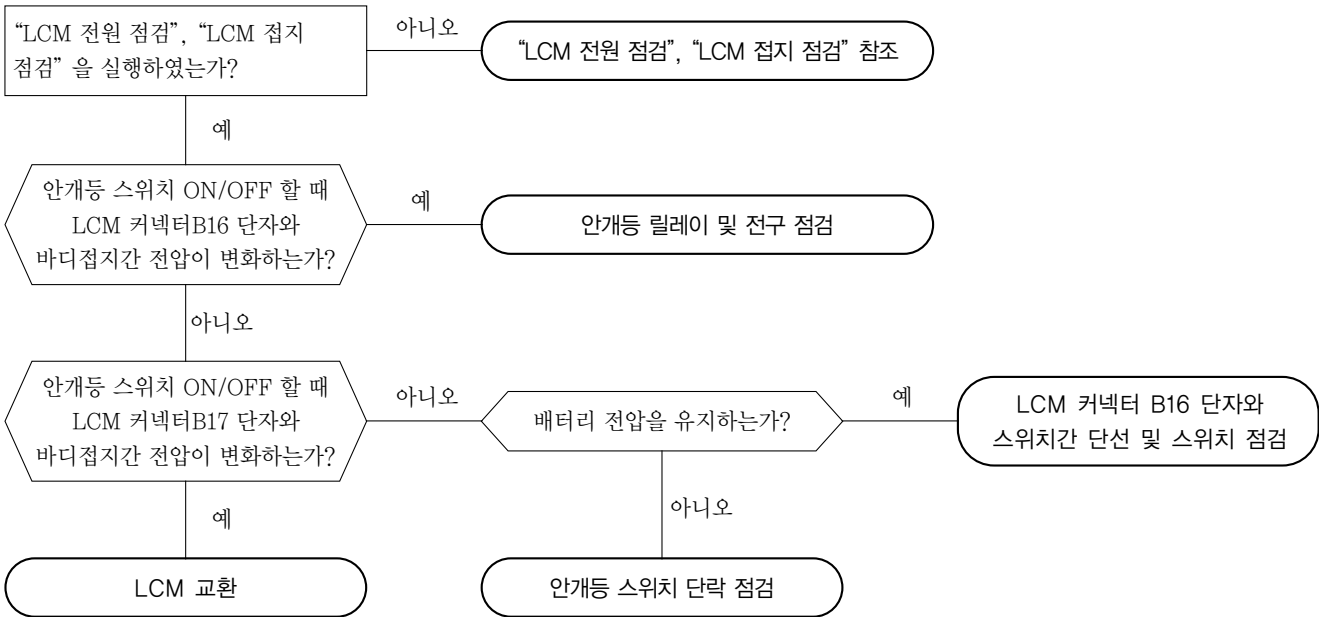 “LCM 전원 점검”, “LCM 접지
점검” 을 실행하였는가?
아니오
“LCM 전원 점검”, “LCM 접지 점검” 참조
예
안개등 스위치 ON/OFF 할 때
LCM 커넥터B16 단자와
바디접지간 전압이 변화하는가?
예
안개등 릴레이 및 전구 점검
아니오
안개등 스위치 ON/OFF 할 때
LCM 커넥터B17 단자와
바디접지간 전압이 변화하는가?
아니오
배터리 전압을 유지하는가?
예
LCM 커넥터 B16 단자와
스위치간 단선 및 스위치 점검
예
아니오
LCM 교환
안개등 스위치 단락 점검